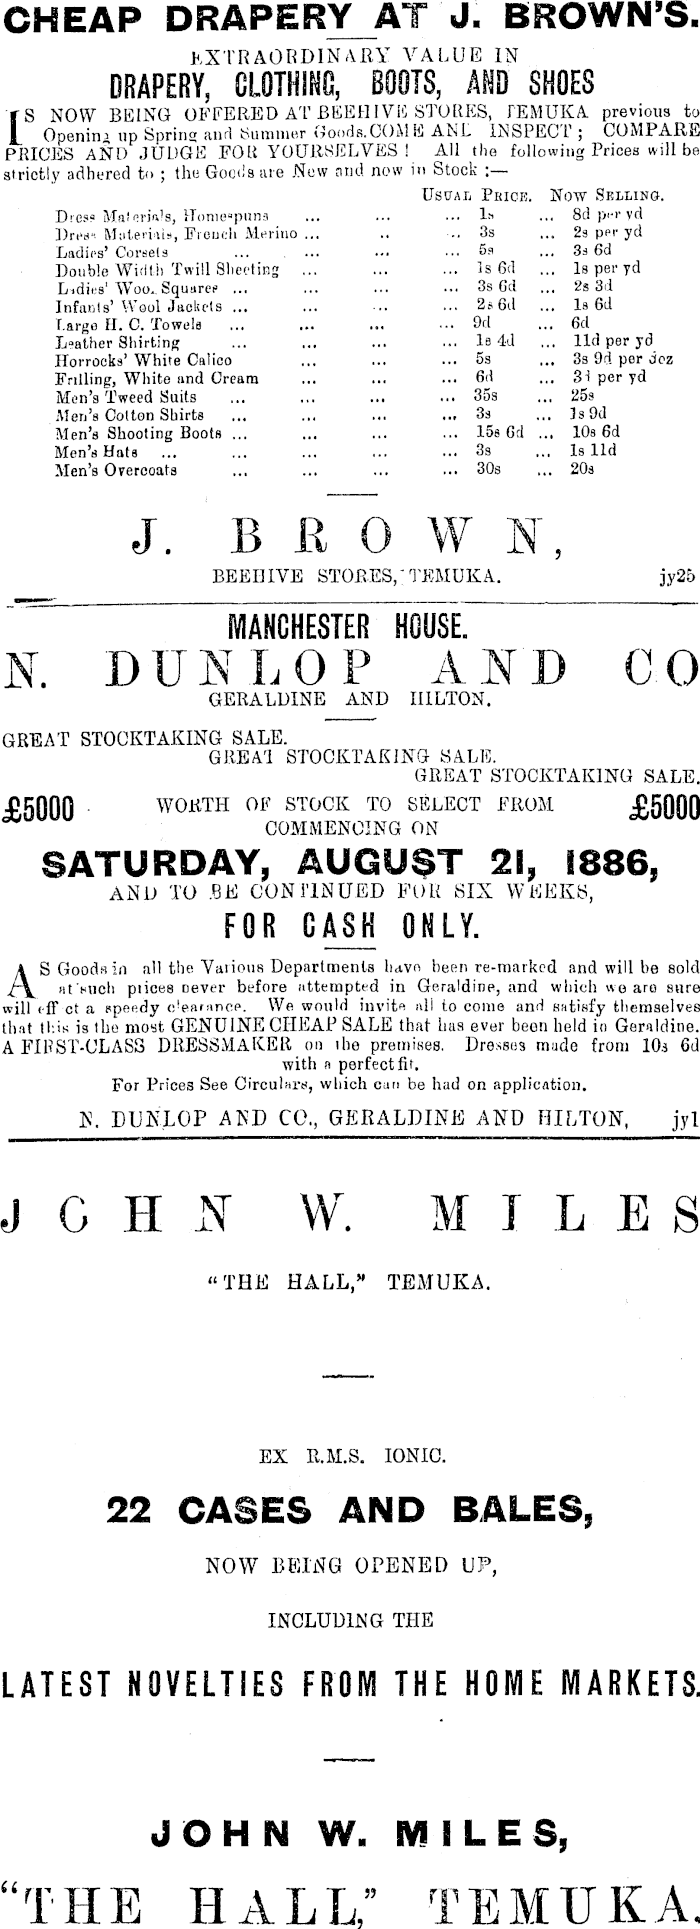 CHEAP DRAPERY AT J. BROWN'S.
EXTRAORDINARY VALUE IN
DRAPERY, CLOTHING, BOOTS, AND SHOES
IS NOW BEING OFFERED AT BEEHIVE STORES, TEMUKA previous to
Opening up Spring and Summer Goods. COME AND INSPECT; COMPARE
PRICES AND JUDGE FOR YOURSELVES! All the following Prices will be
strictly adhered to; the Goods are New and now in Stock :—
USUAL PRICE. NOW SELLING.
Dress Materials, Homespuns ... ... ... 1s ... 8d per yd
Dress Materials, French Merino ... .. ... 3s ... 2s per yd
Ladies' Corsets ... ... ... 5s ... 3s 6d
Double Width Twill Sheeting ... ... ... 1s 6d ... 1s per yd
Ladies' Wool Squares ... ... ... ... 3s 6d ... 2s 3d
Infants' Wool Jackets ... ... ... ... 2s 6d ... 1s 6d
Large H. C. Towels ... ... ... ... 9d ... 6d
Leather Shirting ... ... ... ... 1s 4d ... 11d per yd
Horrocks' White Calico ... ... ... 5s ... 3s 9d per doz
Frilling, White and Cream ... ... ... 6d ... 3d per yd
Men's Tweed Suits ... ... ... ... 35s ... 25s
Men's Cotton Shirts ... ... ... ... 3s ... 1s 9d
Men's Shooting Boots ... ... ... ... 15s 6d ... 10s 6d
Men's Hats ... ... ... ... ... 3s ... 1s 11d
Men's Overcoats ... ... ... ... 30s ... 20s
J. BROWN,
BEEHIVE STORES, TEMUKA. jy25
MANCHESTER HOUSE.
N. DUNLOP AND CO
GERALDINE AND HILTON.
GREAT STOCKTAKING SALE.
GREAT STOCKTAKING SALE.
GREAT STOCKTAKING SALE.
£5000 WORTH OF STOCK TO SELECT FROM £5000
COMMENCING ON
SATURDAY, AUGUST 21, 1886,
AND TO BE CONTINUED FOR SIX WEEKS,
FOR CASH ONLY.
AS Goods in all the Various Departments have been re-marked and will be sold
at such prices never before attempted in Geraldine, and which we are sure
will effect a speedy clearance. We would invite all to come and satisfy themselves
that this is the most GENUINE CHEAP SALE that has ever been held in Geraldine.
A FIRST-CLASS DRESSMAKER on the premises. Dresses made from 10s 6d
with a perfect fit.
For Prices See Circulars, which can be had on application.
N. DUNLOP AND CO., GERALDINE AND HILTON, jy1
JOHN W. MILES
"THE HALL," TEMUKA.
EX R.M.S. IONIC.
22 CASES AND BALES,
NOW BEING OPENED UP,
INCLUDING THE
LATEST NOVELTIES FROM THE HOME MARKETS.
JOHN W. MILES,
"THE HALL," TEMUKA.